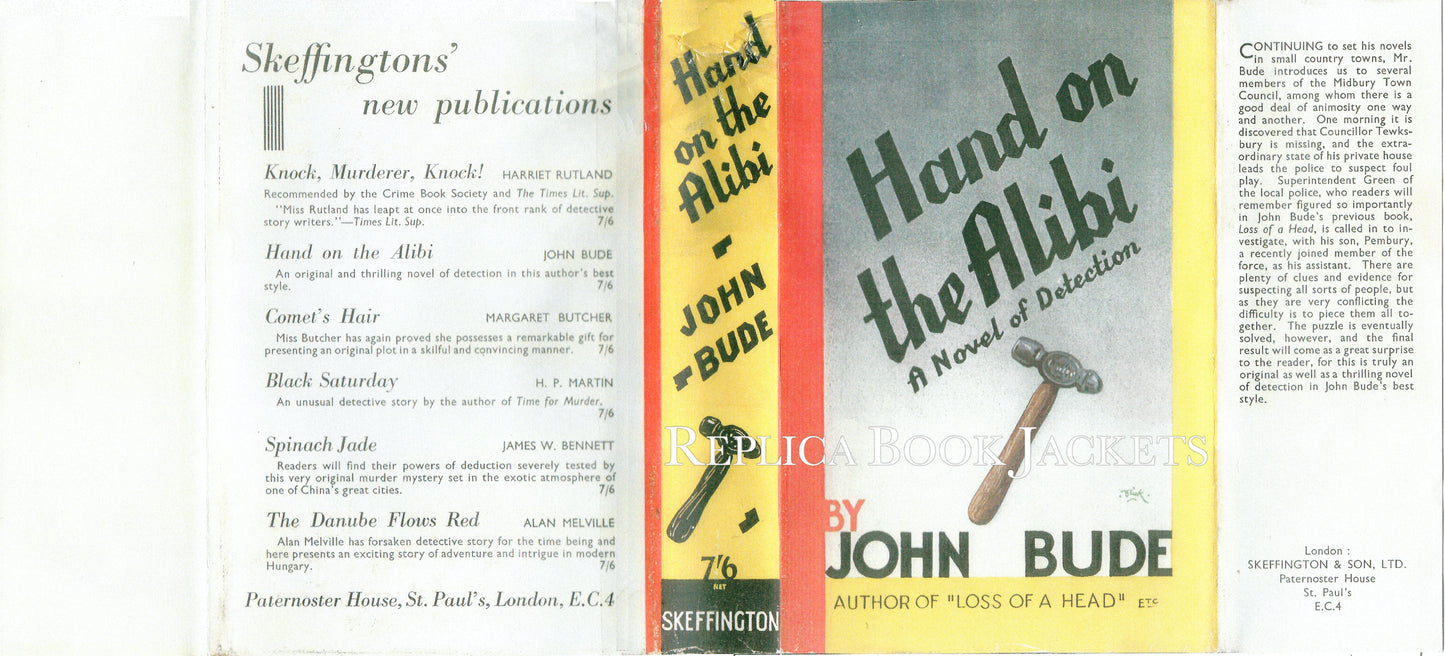 Skeffingtons'
new publications
Knock, Murderer, Knock! HARRIET RUTLAND
Recommended by the Crime Book Society and The Times Lit. Sup.
"Miss Rutland has leapt at once into the front rank of detective
story writers."—Times Lit. Sup. 7/6
Hand on the Alibi JOHN BUDE
An original and thrilling novel of detection in this author's best
style. 7/6
Comet's Hair MARGARET BUTCHER
Miss Butcher has again proved she possesses a remarkable gift for
presenting an original plot in a skilful and convincing manner. 7/6
Black Saturday H. P. MARTIN
An unusual detective story by the author of Time for Murder.
7/6
Spinach Jade JAMES W. BENNETT
Readers will find their powers of deduction severely tested by
this very original murder mystery set in the exotic atmosphere of
one of China's great cities. 7/6
The Danube Flows Red ALAN MELVILLE
Alan Melville has forsaken detective story for the time being and
here presents an exciting story of adventure and intrigue in modern
Hungary. 7/6
Paternoster House, St. Paul's, London, E.C.4
Hand
on the
Alibi
JOHN
BUDE
7/6
NET
SKEFFINGTON
Hand on
the Alibi
A Novel of Detection
BY
JOHN BUDE
AUTHOR OF "LOSS OF A HEAD" ETC
REPLICA BOOK JACKETS
CONTINUING to set his novels
in small country towns, Mr.
Bude introduces us to several
members of the Midbury Town
Council, among whom there is a
good deal of animosity one way
and another. One morning it is
discovered that Councillor Tewks-
bury is missing, and the extra-
ordinary state of his private house
leads the police to suspect foul
play. Superintendent Green of
the local police, who readers will
remember figured so importantly
in John Bude's previous book,
Loss of a Head, is called in to in-
vestigate, with his son, Pembury,
a recently joined member of the
force, as his assistant. There are
plenty of clues and evidence for
suspecting all sorts of people, but
as they are very conflicting the
difficulty is to piece them all to-
gether. The puzzle is eventually
solved, however, and the final
result will come as a great surprise
to the reader, for this is truly an
original as well as a thrilling novel
of detection in John Bude's best
style.
London :
SKEFFINGTON & SON, LTD.
Paternoster House
St. Paul's
E.C.4